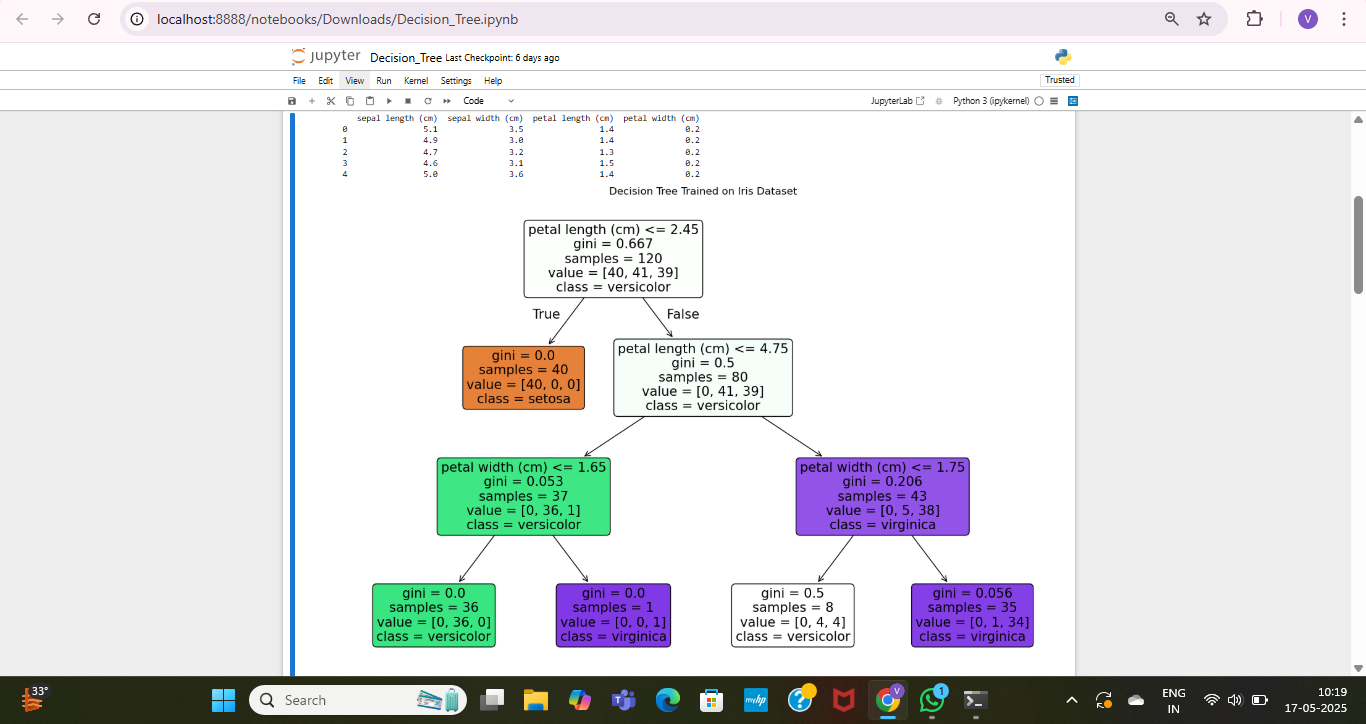 localhost:8888/notebooks/Downloads/Decision_Tree.ipynb
V
jupyter Decision_Tree Last Checkpoint: 6 days ago
File Edit View Run Kernel Settings Help
Trusted
Code
JupyterLab
Python 3 (ipykernel)
sepal length (cm) sepal width (cm) petal length (cm) petal width (cm)
0 5.1 3.5 1.4 0.2
1 4.9 3.0 1.4 0.2
2 4.7 3.2 1.3 0.2
3 4.6 3.1 1.5 0.2
4 5.0 3.6 1.4 0.2
Decision Tree Trained on Iris Dataset
petal length (cm) <= 2.45
gini = 0.667
samples = 120
value = [40, 41, 39]
class = versicolor
True
False
gini = 0.0
samples = 40
value = [40, 0, 0]
class = setosa
petal length (cm) <= 4.75
gini = 0.5
samples = 80
value = [0, 41, 39]
class = versicolor
petal width (cm) <= 1.65
gini = 0.053
samples = 37
value = [0, 36, 1]
class = versicolor
petal width (cm) <= 1.75
gini = 0.206
samples = 43
value = [0, 5, 38]
class = virginica
gini = 0.0
samples = 36
value = [0, 36, 0]
class = versicolor
gini = 0.0
samples = 1
value = [0, 0, 1]
class = virginica
gini = 0.5
samples = 8
value = [0, 4, 4]
class = versicolor
gini = 0.056
samples = 35
value = [0, 1, 34]
class = virginica
33°
Search
myhp
V
1
ENG
IN
10:19
17-05-2025